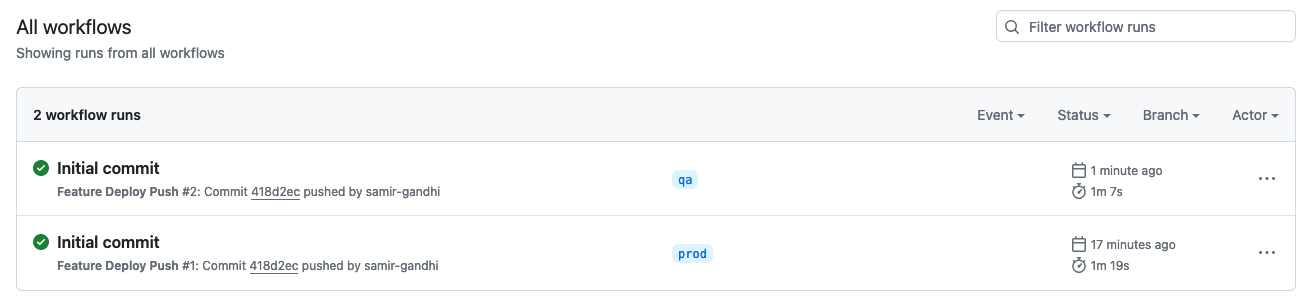 All workflows
Filter workflow runs
Showing runs from all workflows
2 workflow runs
Event
Status
Branch
Actor
Initial commit
Feature Deploy Push #2: Commit 418d2ec pushed by samir-gandhi
qa
1 minute ago
1m 7s
Initial commit
Feature Deploy Push #1: Commit 418d2ec pushed by samir-gandhi
prod
17 minutes ago
1m 19s